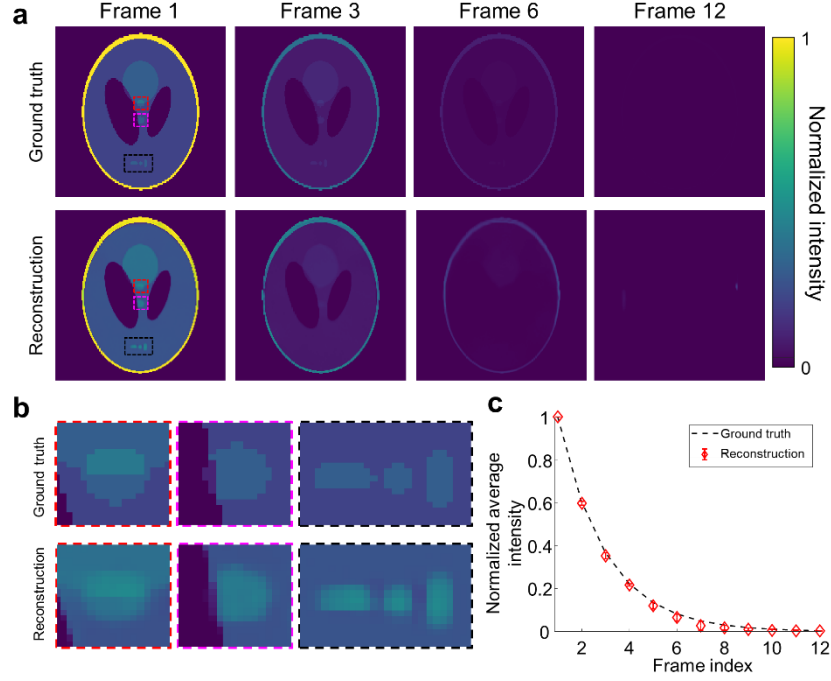 a
Frame 1 Frame 3 Frame 6 Frame 12
Ground truth
Reconstruction
1
Normalized intensity
0
b
Ground truth
Reconstruction
c
Normalized average
intensity
1
0.8
0.6
0.4
0.2
0
2 4 6 8 10 12
Frame index
Ground truth
Reconstruction